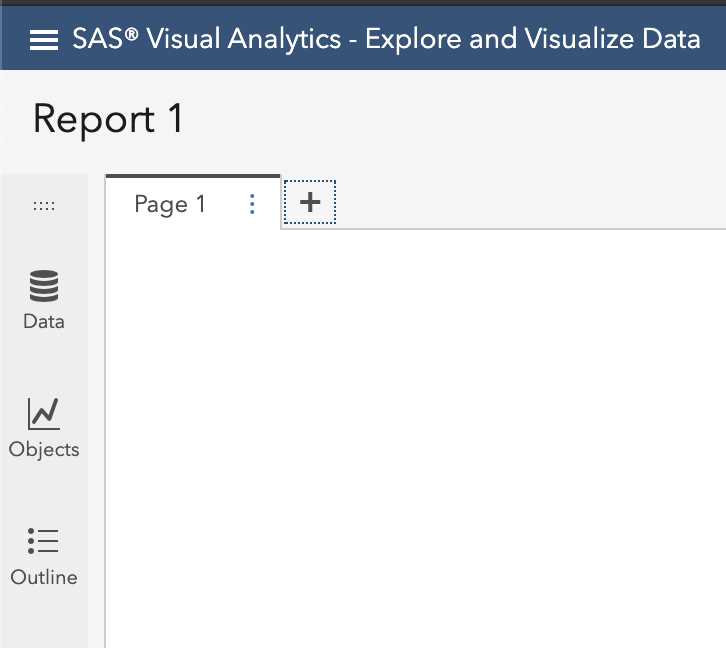 SAS® Visual Analytics - Explore and Visualize Data
Report 1
Page 1
Data
Objects
Outline